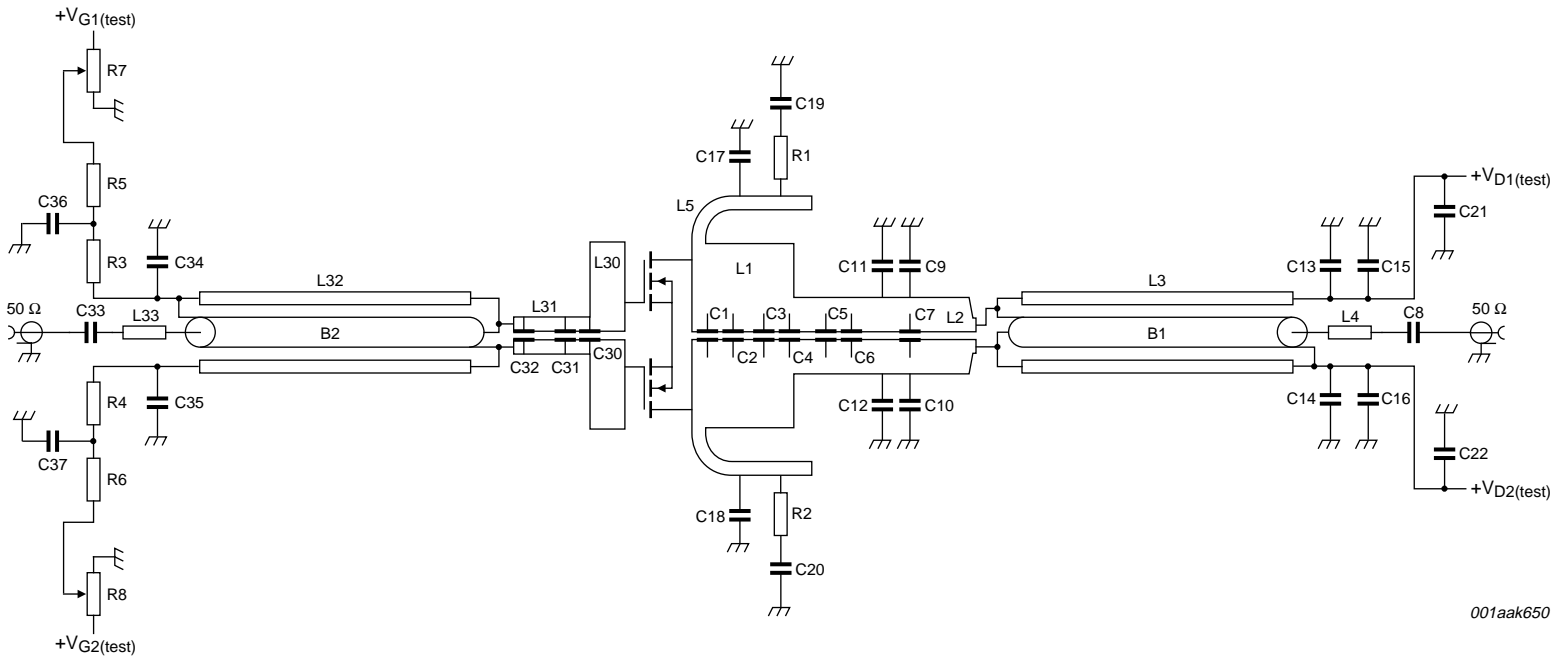 +VG1(test)
R7
C19
R1
C17
R5
C36
L5
+VD1(test)
C21
R3
C34
L30
L1
C11
C9
C13
C15
L32
L31
L3
50 Ω
C33
L33
B2
C1
C3
C5
C7
L2
B1
L4
C8
50 Ω
C32
C31
C30
C2
C4
C6
R4
C35
C12
C10
C14
C16
C37
R6
C22
+VD2(test)
C18
R2
C20
R8
+VG2(test)
001aak650